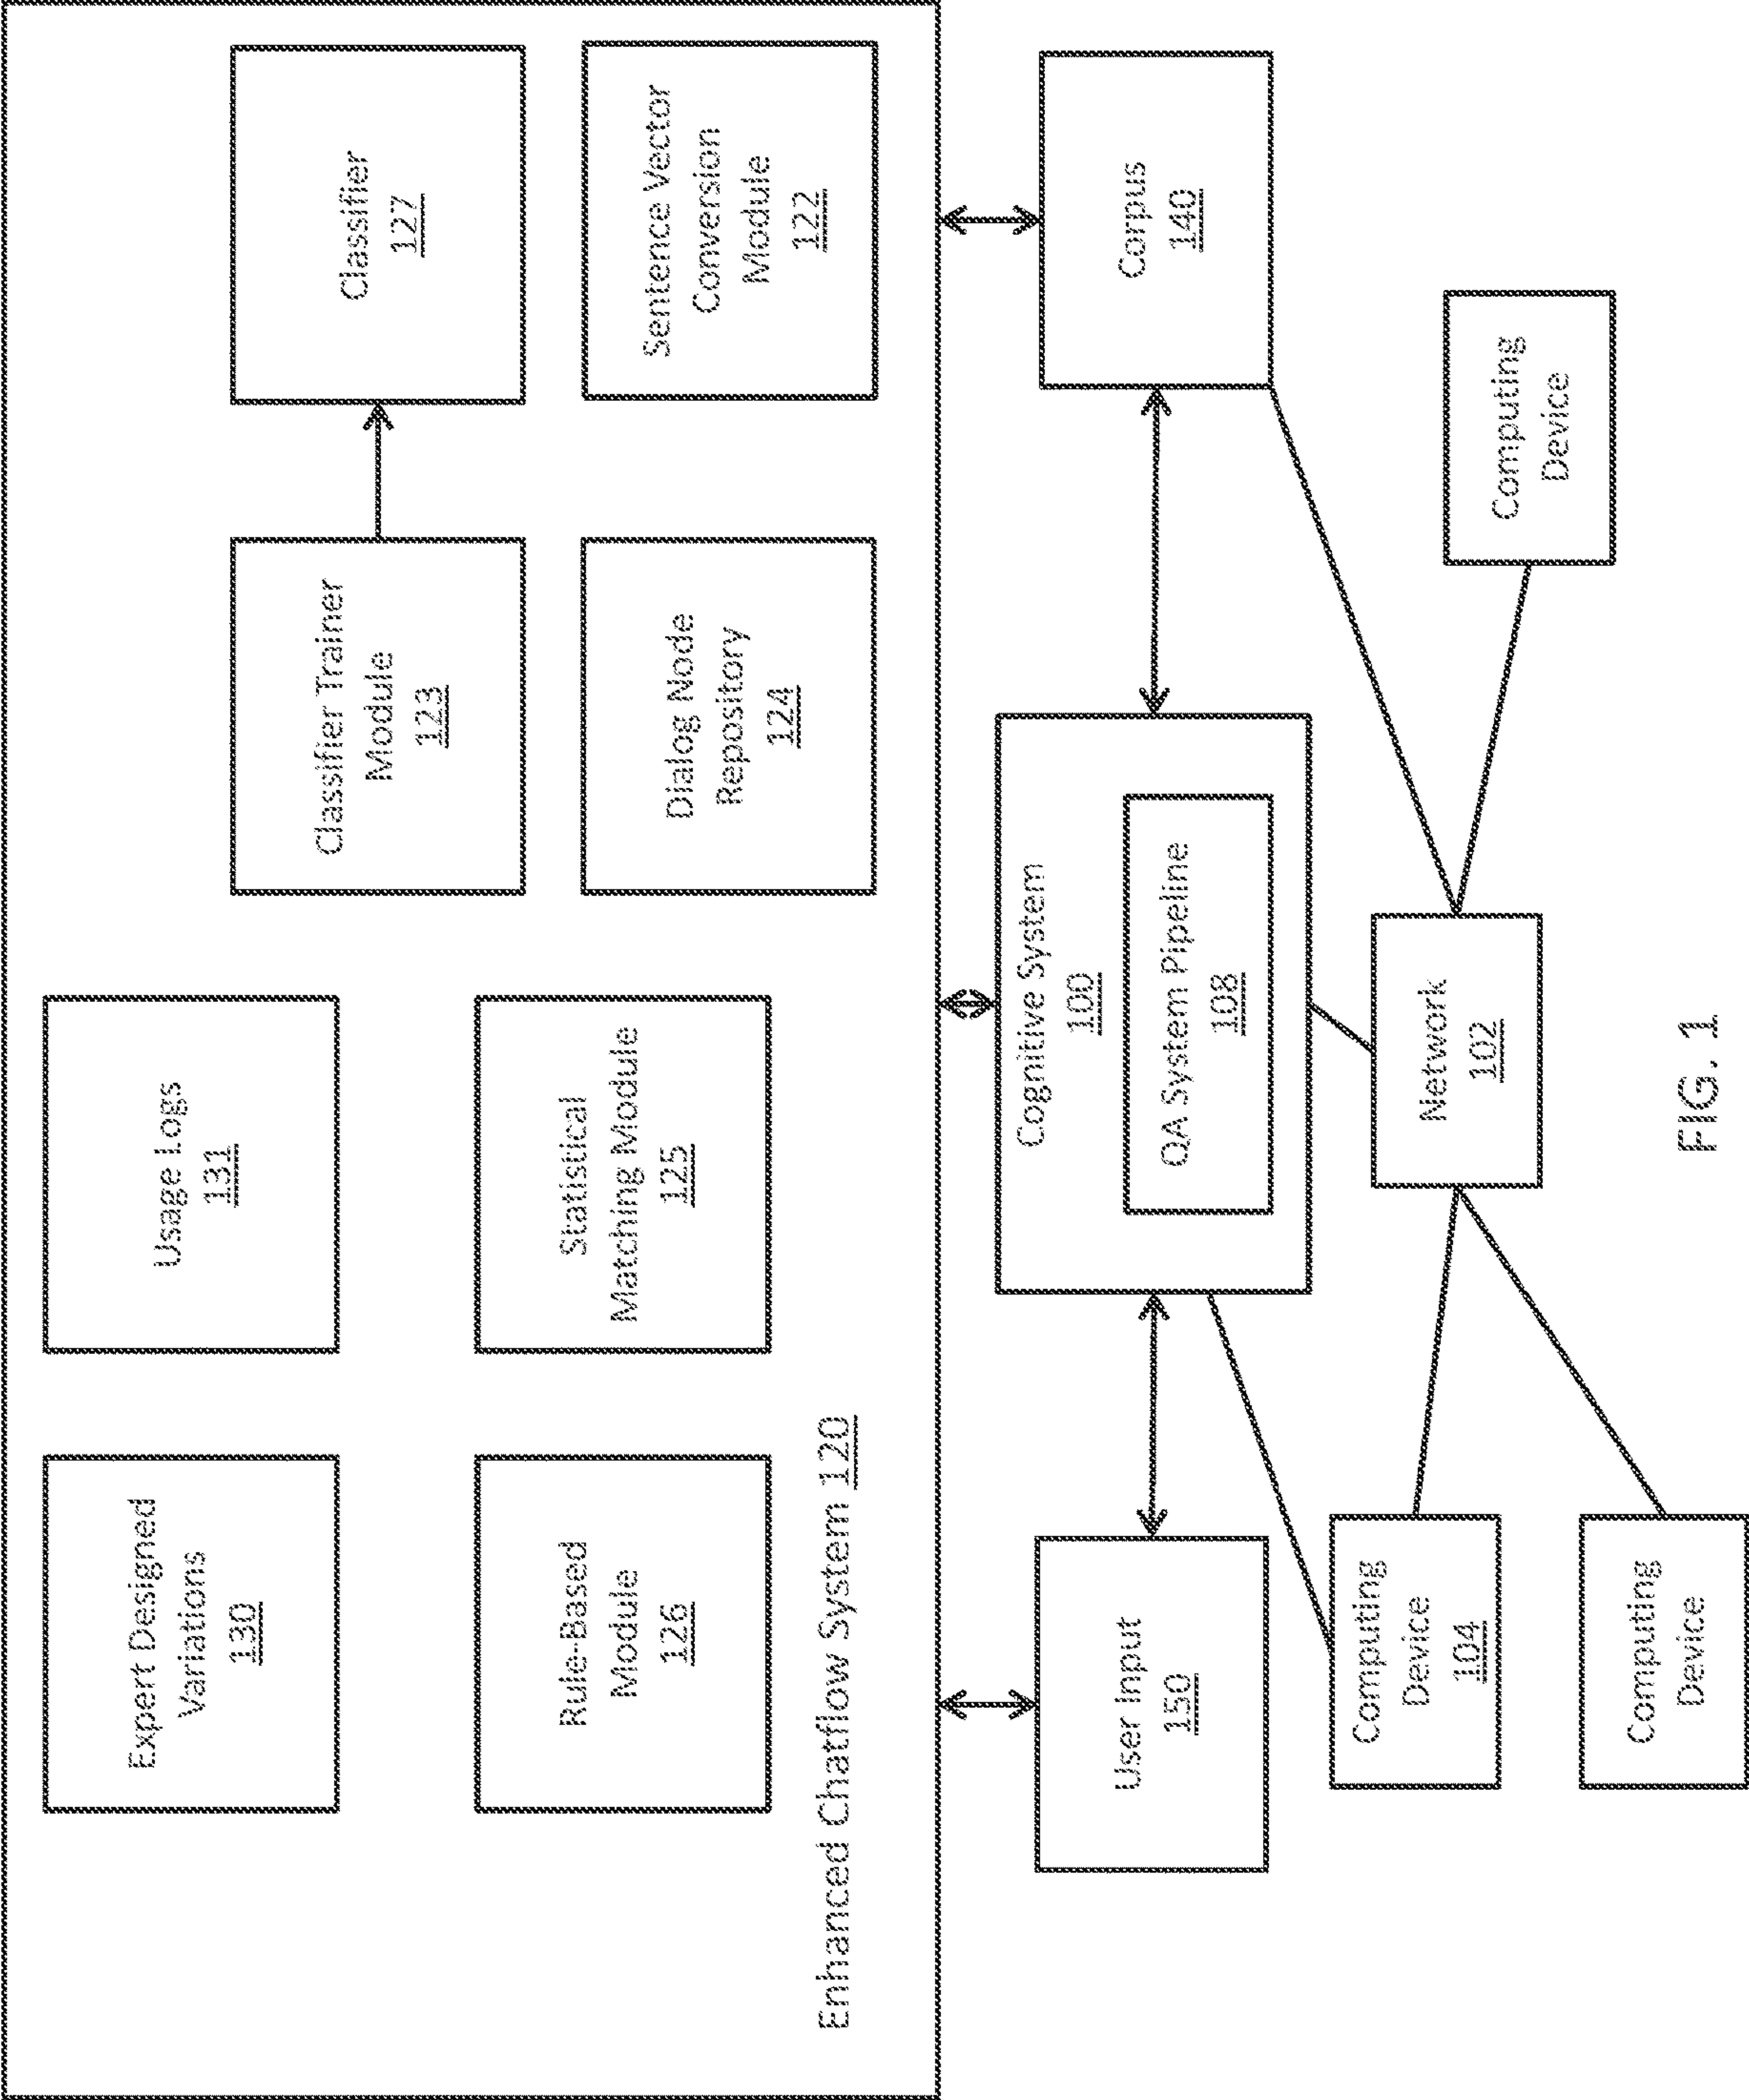 Expert Designed
Variations
130
Usage Logs
131
Classifier Trainer
Module
123
Classifier
127
Rule-Based
Module
126
Statistical
Matching Module
125
Dialog Node
Repository
124
Sentence Vector
Conversion
Module
122
Enhanced Chatflow System 120
User Input
150
Cognitive System
100
QA System Pipeline
108
Corpus
140
Computing
Device
104
Network
102
Computing
Device
Computing
Device
FIG. 1